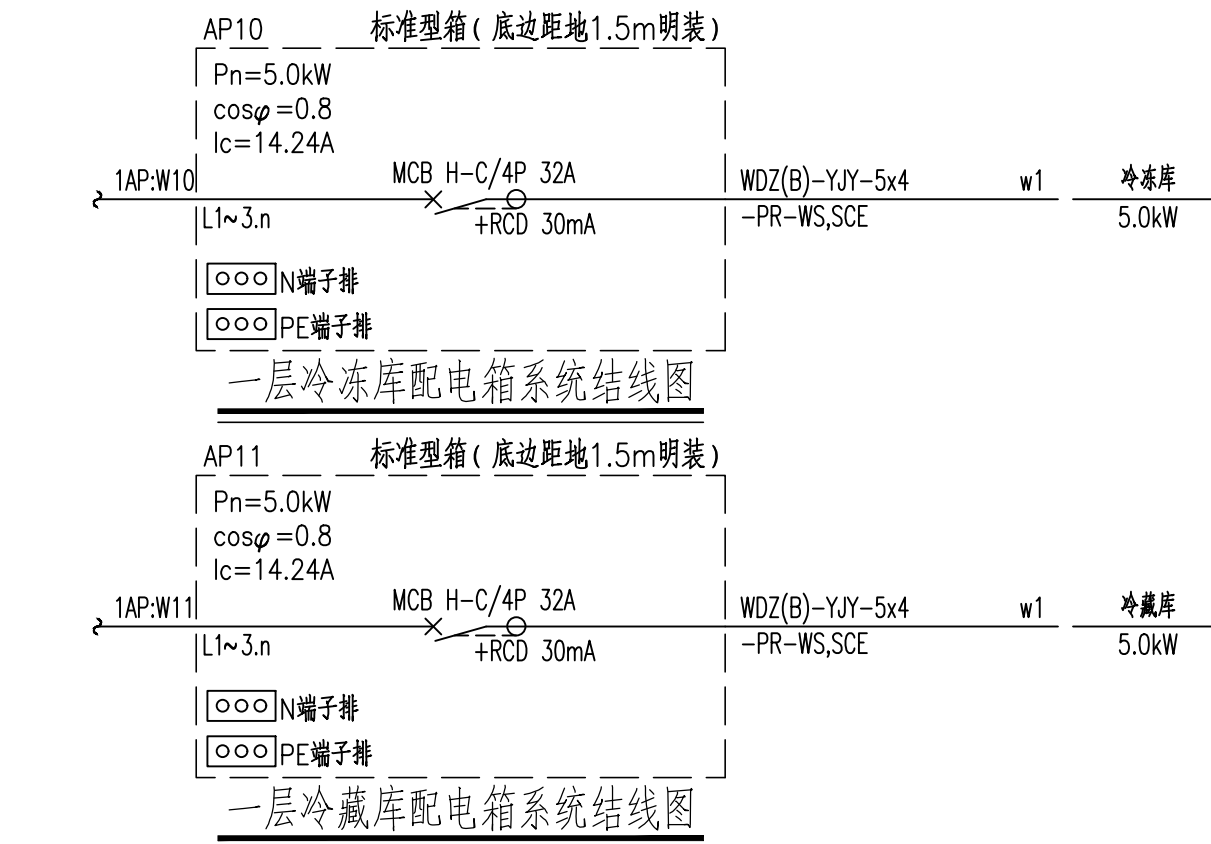 AP10 标准型箱(底边距地1.5m明装)
Pn=5.0kW
cosφ=0.8
Ic=14.24A
1AP:W10 MCB H-C/4P 32A WDZ(B)-YJY-5x4 w1 冷冻库
L1~3.n +RCD 30mA -PR-WS,SCE 5.0kW
N端子排
PE端子排
一层冷冻库配电箱系统结线图
AP11 标准型箱(底边距地1.5m明装)
Pn=5.0kW
cosφ=0.8
Ic=14.24A
1AP:W11 MCB H-C/4P 32A WDZ(B)-YJY-5x4 w1 冷藏库
L1~3.n +RCD 30mA -PR-WS,SCE 5.0kW
N端子排
PE端子排
一层冷藏库配电箱系统结线图